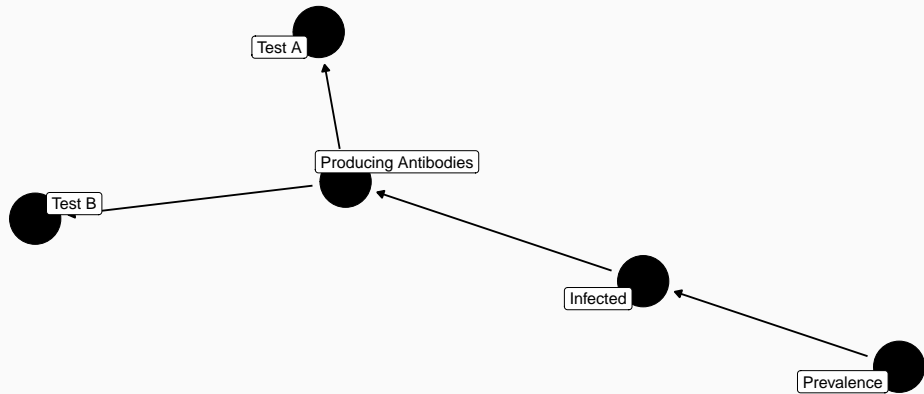 Test A
Producing Antibodies
Test B
Infected
Prevalence